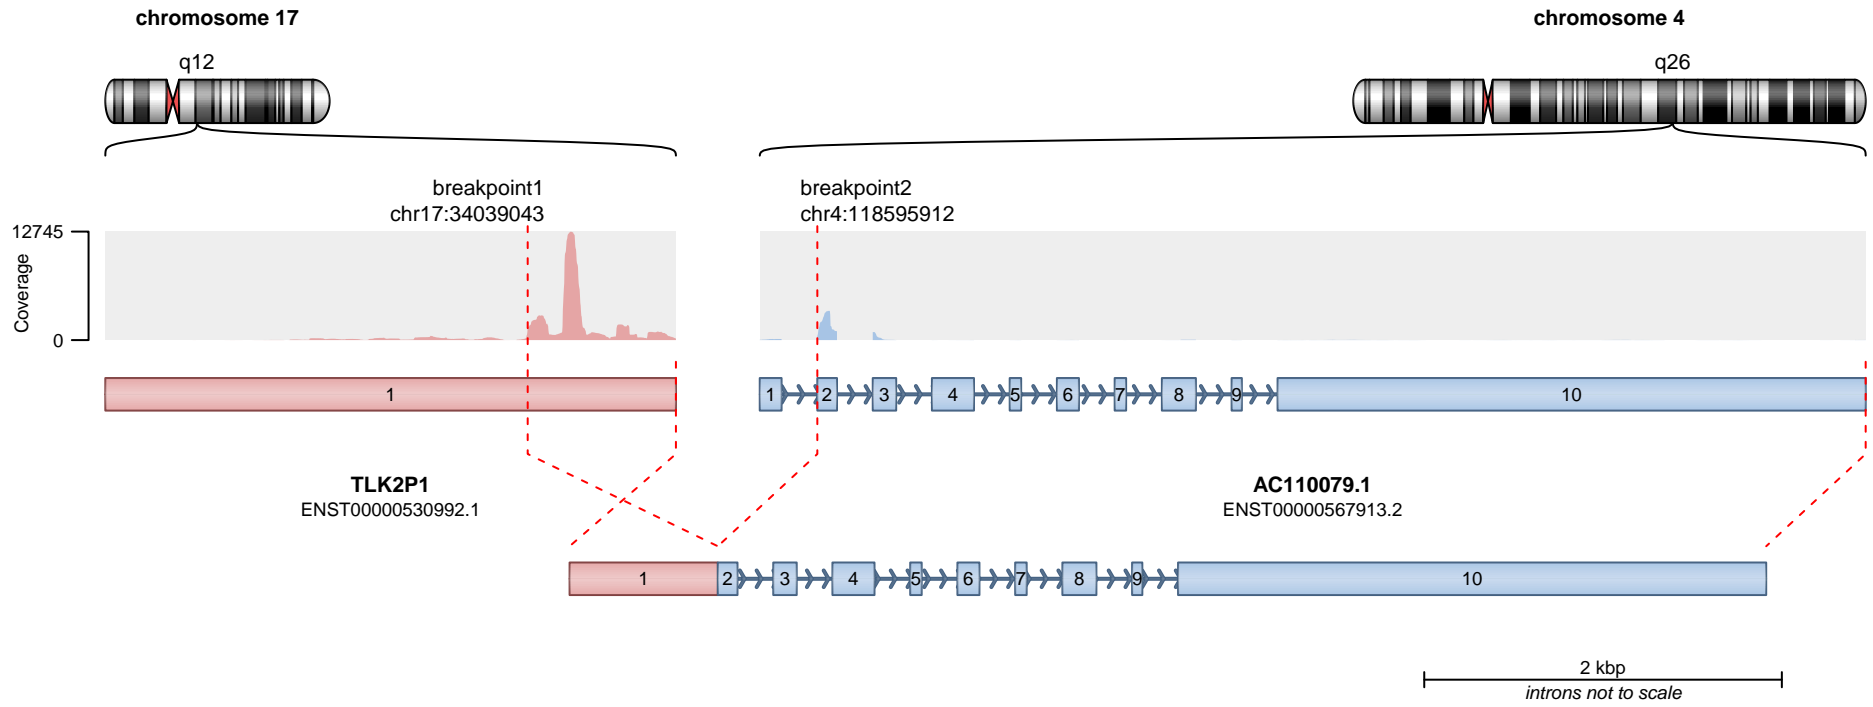 chromosome 17
chromosome 4
q12
q26
breakpoint1
chr17:34039043
breakpoint2
chr4:118595912
12745
0
Coverage
1
1 2 3 4 5 6 7 8 9 10
TLK2P1
ENST00000530992.1
AC110079.1
ENST00000567913.2
1 2 3 4 5 6 7 8 9 10
2 kbp
introns not to scale